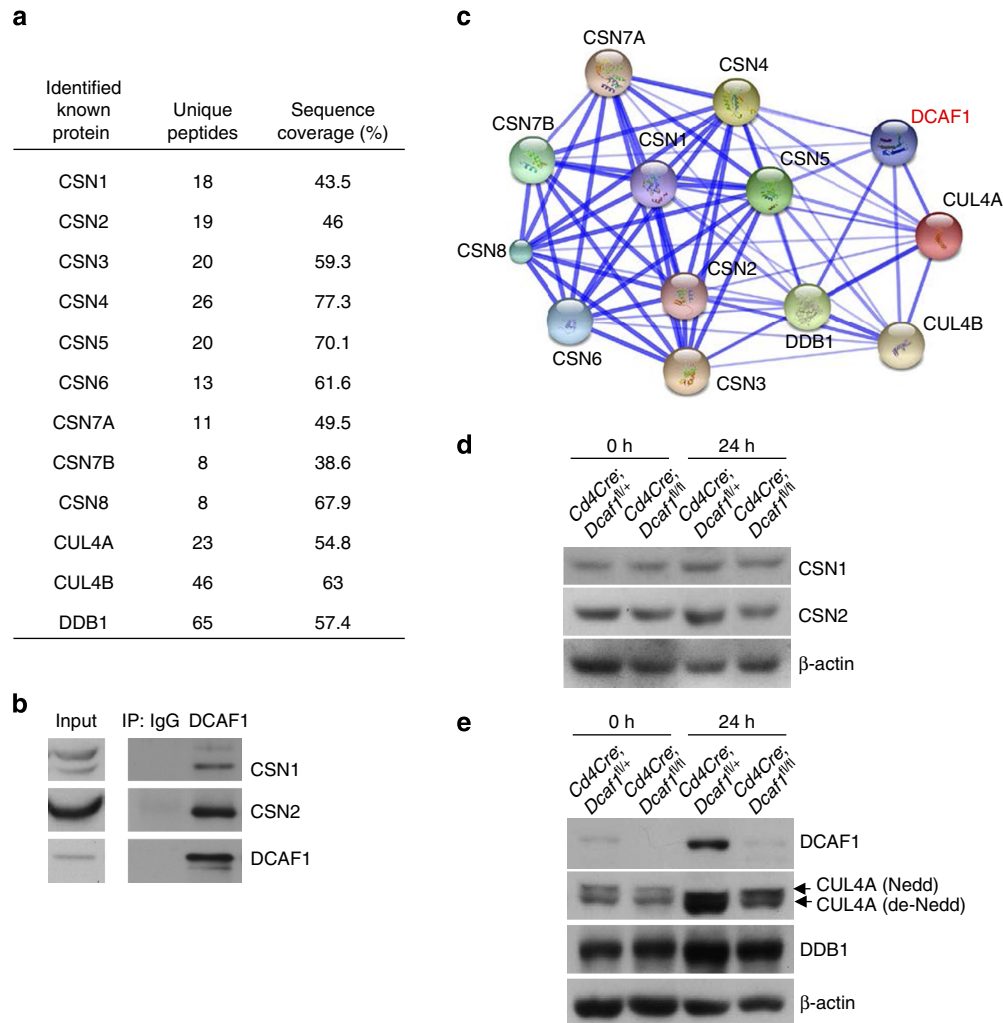 a
Identified known protein Unique peptides Sequence coverage (%)
CSN1 18 43.5
CSN2 19 46
CSN3 20 59.3
CSN4 26 77.3
CSN5 20 70.1
CSN6 13 61.6
CSN7A 11 49.5
CSN7B 8 38.6
CSN8 8 67.9
CUL4A 23 54.8
CUL4B 46 63
DDB1 65 57.4
b
Input IP: IgG DCAF1
CSN1
CSN2
DCAF1
c
CSN7A
CSN4
DCAF1
CSN7B
CSN1
CSN5
CUL4A
CSN8
CSN2
CSN6
DDB1
CUL4B
CSN3
d
0 h 24 h
Cd4Cre;
Dcaf1fl/+
Cd4Cre;
Dcaf1fl/fl
Cd4Cre;
Dcaf1fl/+
Cd4Cre;
Dcaf1fl/fl
CSN1
CSN2
β-actin
e
0 h 24 h
Cd4Cre;
Dcaf1fl/+
Cd4Cre;
Dcaf1fl/fl
Cd4Cre;
Dcaf1fl/+
Cd4Cre;
Dcaf1fl/fl
DCAF1
CUL4A (Nedd)
CUL4A (de-Nedd)
DDB1
β-actin